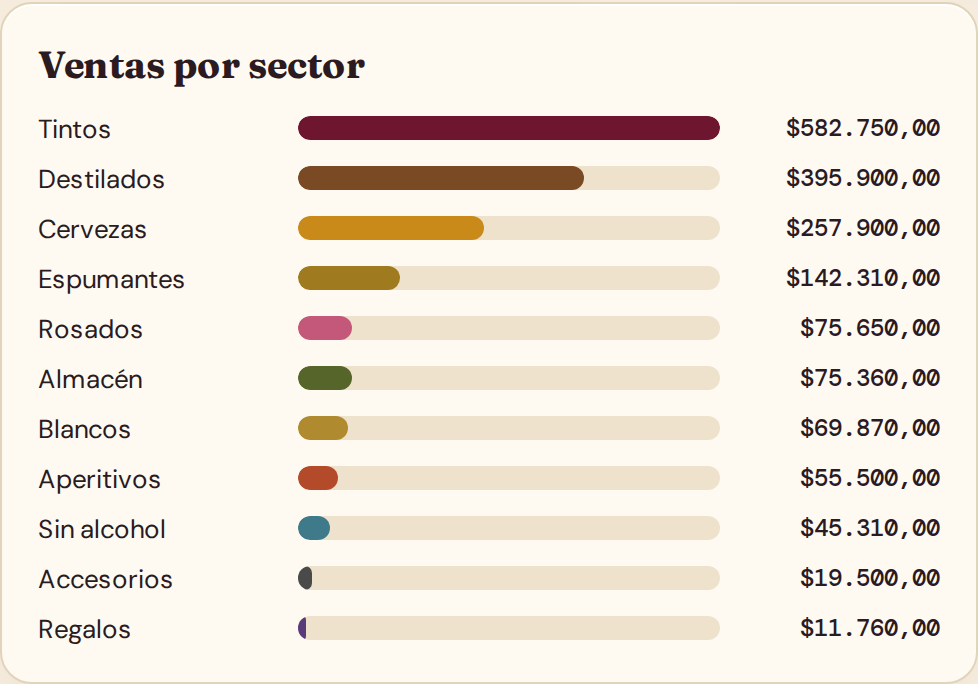 Ventas por sector
Tintos $582.750,00
Destilados $395.900,00
Cervezas $257.900,00
Espumantes $142.310,00
Rosados $75.650,00
Almacén $75.360,00
Blancos $69.870,00
Aperitivos $55.500,00
Sin alcohol $45.310,00
Accesorios $19.500,00
Regalos $11.760,00